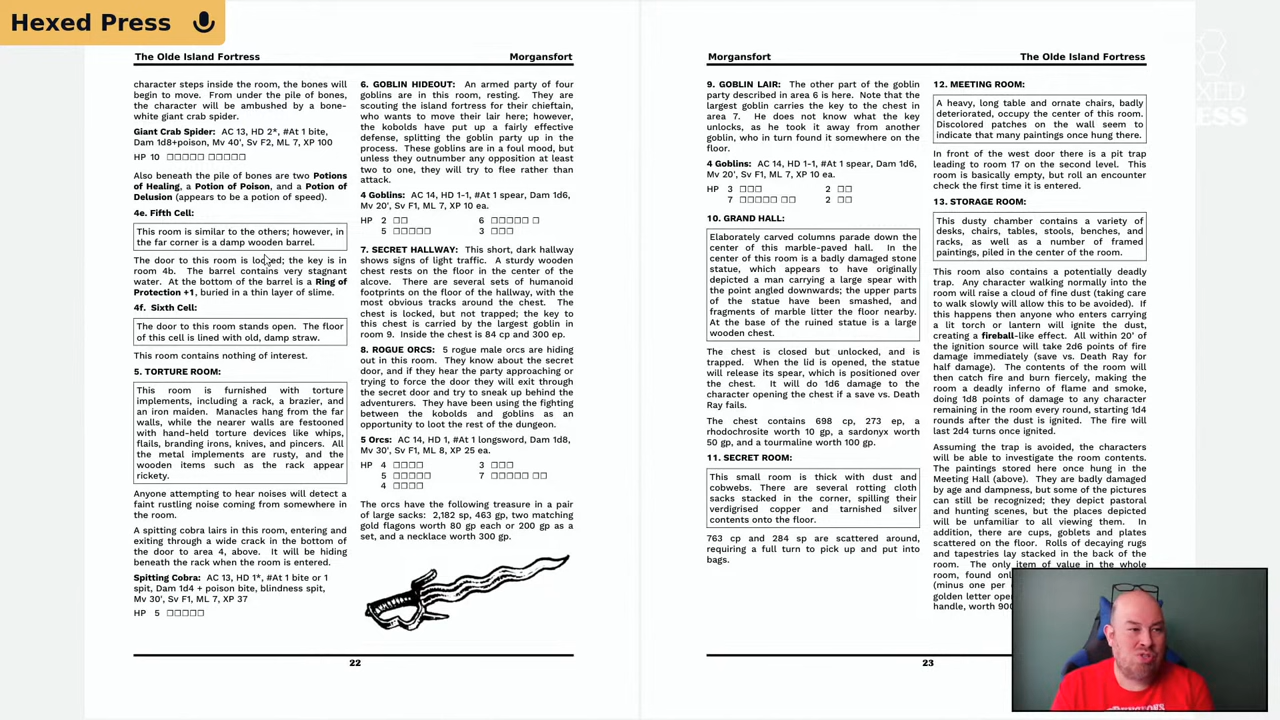 Hexed Press
The Olde Island Fortress
Morgansfort
character steps inside the room, the bones will
begin to move. From under the pile of bones,
the character will be ambushed by a bone-
white giant crab spider.
Giant Crab Spider: AC 13, HD 2*, #At 1 bite,
Dam 1d8+poison, Mv 40', Sv F2, ML 7, XP 100
HP 10 □□□□□ □□□□□
Also beneath the pile of bones are two Potions
of Healing, a Potion of Poison, and a Potion of
Delusion (appears to be a potion of speed).
4e. Fifth Cell:
This room is similar to the others; however, in
the far corner is a damp wooden barrel.
The door to this room is locked; the key is in
room 4b. The barrel contains very stagnant
water. At the bottom of the barrel is a Ring of
Protection +1, buried in a thin layer of slime.
4f. Sixth Cell:
The door to this room stands open. The floor
of this cell is lined with old, damp straw.
This room contains nothing of interest.
5. TORTURE ROOM:
This room is furnished with torture
implements, including a rack, a brazier, and
an iron maiden. Manacles hang from the far
walls, while the nearer walls are festooned
with hand-held torture devices like whips,
flails, branding irons, knives, and pincers. All
the metal implements are rusty, and the
wooden items such as the rack appear
rickety.
Anyone attempting to hear noises will detect a
faint rustling noise coming from somewhere in
the room.
A spitting cobra lairs in this room, entering and
exiting through a wide crack in the bottom of
the door to area 4, above. It will be hiding
beneath the rack when the room is entered.
Spitting Cobra: AC 13, HD 1*, #At 1 bite or 1
spit, Dam 1d4 + poison bite, blindness spit,
Mv 30', Sv F1, ML 7, XP 37
HP 5 □□□□□
6. GOBLIN HIDEOUT: An armed party of four
goblins are in this room, resting. They are
scouting the island fortress for their chieftain,
who wants to move their lair here; however,
the kobolds have put up a fairly effective
defense, splitting the goblin party up in the
process. These goblins are in a foul mood, but
unless they outnumber any opposition at least
two to one, they will try to flee rather than
attack.
4 Goblins: AC 14, HD 1-1, #At 1 spear, Dam 1d6,
Mv 20', Sv F1, ML 7, XP 10 ea.
HP 2 □□ 6 □□□□□ □
5 □□□□□ 3 □□□
7. SECRET HALLWAY: This short, dark hallway
shows signs of light traffic. A sturdy wooden
chest rests on the floor in the center of the
alcove. There are several sets of humanoid
footprints on the floor of the hallway, with the
most obvious tracks around the chest. The
chest is locked, but not trapped; the key to
this chest is carried by the largest goblin in
room 9. Inside the chest is 84 cp and 300 ep.
8. ROGUE ORCS: 5 rogue male orcs are hiding
out in this room. They know about the secret
door, and if they hear the party approaching or
trying to force the door they will exit through
the secret door and try to sneak up behind the
adventurers. They have been using the fighting
between the kobolds and goblins as an
opportunity to loot the rest of the dungeon.
5 Orcs: AC 14, HD 1, #At 1 longsword, Dam 1d8,
Mv 30', Sv F1, ML 8, XP 25 ea.
HP 4 □□□□ 3 □□□
5 □□□□□ 7 □□□□□ □□
4 □□□□
The orcs have the following treasure in a pair
of large sacks: 2,182 sp, 463 gp, two matching
gold flagons worth 80 gp each or 200 gp as a
set, and a necklace worth 300 gp.
22
Morgansfort
The Olde Island Fortress
9. GOBLIN LAIR: The other part of the goblin
party described in area 6 is here. Note that the
largest goblin carries the key to the chest in
area 7. He does not know what the key
unlocks, as he took it away from another
goblin, who in turn found it somewhere on the
floor.
4 Goblins: AC 14, HD 1-1, #At 1 spear, Dam 1d6,
Mv 20', Sv F1, ML 7, XP 10 ea.
HP 3 □□□ 2 □□
7 □□□□□ □□ 2 □□
10. GRAND HALL:
Elaborately carved columns parade down the
center of this marble-paved hall. In the
center of this room is a badly damaged stone
statue, which appears to have originally
depicted a man carrying a large spear with
the point angled downwards; the upper parts
of the statue have been smashed, and
fragments of marble litter the floor nearby.
At the base of the ruined statue is a large
wooden chest.
The chest is closed but unlocked, and is
trapped. When the lid is opened, the statue
will release its spear, which is positioned over
the chest. It will do 1d6 damage to the
character opening the chest if a save vs. Death
Ray fails.
The chest contains 698 cp, 273 ep, a
rhodochrosite worth 10 gp, a sardonyx worth
50 gp, and a tourmaline worth 100 gp.
11. SECRET ROOM:
This small room is thick with dust and
cobwebs. There are several rotting cloth
sacks stacked in the corner, spilling their
verdigrised copper and tarnished silver
contents onto the floor.
763 cp and 284 sp are scattered around,
requiring a full turn to pick up and put into
bags.
12. MEETING ROOM:
A heavy, long table and ornate chairs, badly
deteriorated, occupy the center of this room.
Discolored patches on the wall seem to
indicate that many paintings once hung there.
In front of the west door there is a pit trap
leading to room 17 on the second level. This
room is basically empty, but roll an encounter
check the first time it is entered.
13. STORAGE ROOM:
This dusty chamber contains a variety of
desks, chairs, tables, stools, benches, and
racks, as well as a number of framed
paintings, piled in the center of the room.
This room also contains a potentially deadly
trap. Any character walking normally into the
room will raise a cloud of fine dust (taking care
to walk slowly will allow this to be avoided). If
this happens then anyone who enters carrying
a lit torch or lantern will ignite the dust,
creating a fireball-like effect. All within 20' of
the ignition source will take 2d6 points of fire
damage immediately (save vs. Death Ray for
half damage). The contents of the room will
then catch fire and burn fiercely, making the
room a deadly inferno of flame and smoke,
doing 1d8 points of damage to any character
remaining in the room every round, starting 1d4
rounds after the dust is ignited. The fire will
last 2d4 turns once ignited.
Assuming the trap is avoided, the characters
will be able to investigate the room contents.
The paintings stored here once hung in the
Meeting Hall (above). They are badly damaged
by age and dampness, but some of the pictures
can still be recognized; they depict pastoral
and hunting scenes, but the places depicted
will be unfamiliar to all viewing them. In
addition, there are cups, goblets and plates
scattered on the floor. Rolls of decaying rugs
and tapestries lay stacked in the back of the
room. The only item of value in the whole
room, found onl
(minus one per
golden letter ope
handle, worth 900
23